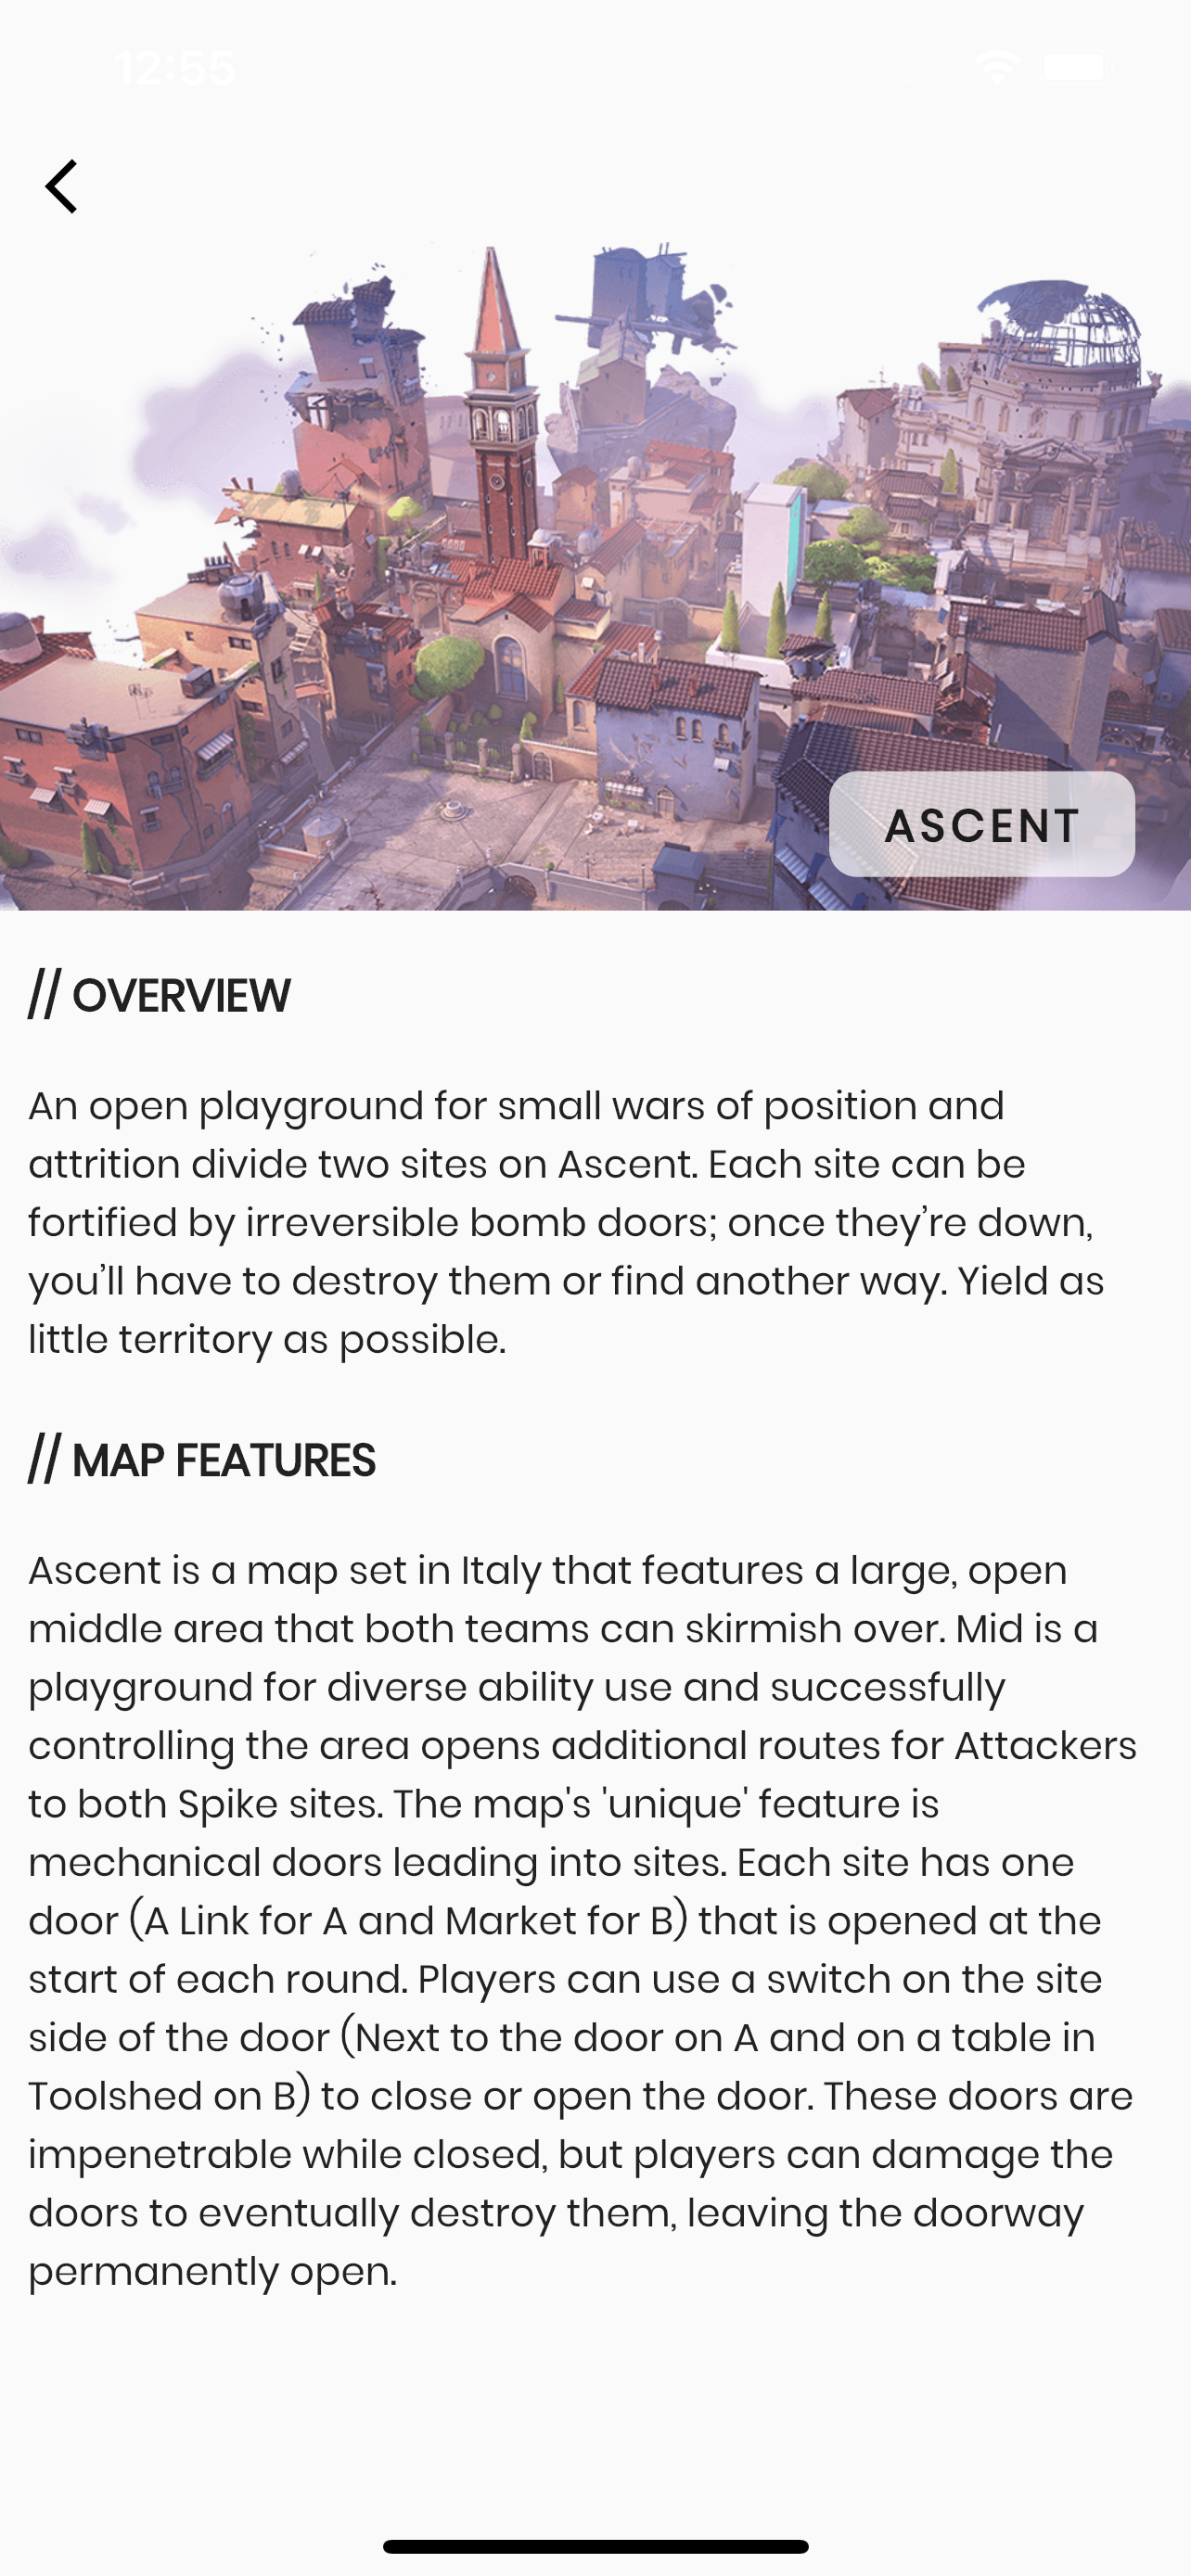 12:55
ASCENT
// OVERVIEW
An open playground for small wars of position and
attrition divide two sites on Ascent. Each site can be
fortified by irreversible bomb doors; once they’re down,
you’ll have to destroy them or find another way. Yield as
little territory as possible.
// MAP FEATURES
Ascent is a map set in Italy that features a large, open
middle area that both teams can skirmish over. Mid is a
playground for diverse ability use and successfully
controlling the area opens additional routes for Attackers
to both Spike sites. The map's 'unique' feature is
mechanical doors leading into sites. Each site has one
door (A Link for A and Market for B) that is opened at the
start of each round. Players can use a switch on the site
side of the door (Next to the door on A and on a table in
Toolshed on B) to close or open the door. These doors are
impenetrable while closed, but players can damage the
doors to eventually destroy them, leaving the doorway
permanently open.